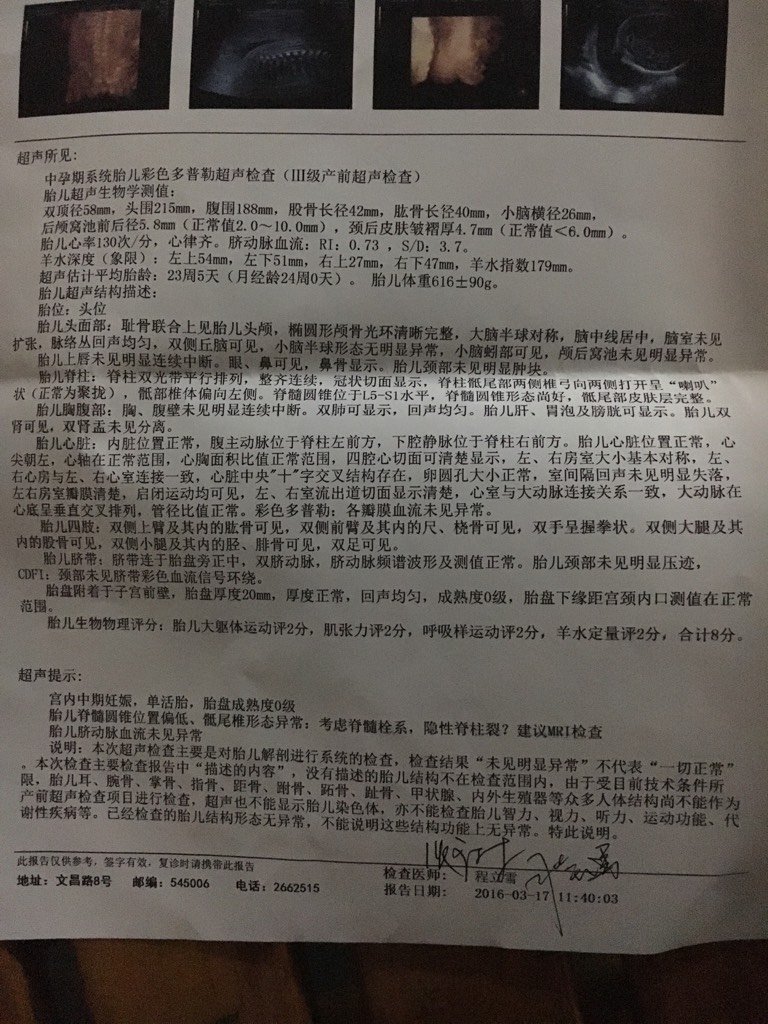 超声所见:
中孕期系统胎儿彩色多普勒超声检查（Ⅲ级产前超声检查）
胎儿超声生物学测值:
双顶径58mm，头围215mm，腹围188mm，股骨长径42mm，肱骨长径40mm，小脑横径26mm，
后颅窝池前后径5.8mm（正常值2.0～10.0mm），颈后皮肤皱褶厚4.7mm（正常值＜6.0mm）。
胎儿心率130次/分，心律齐。脐动脉血流: RI: 0.73 ，S/D: 3.7。
羊水深度（象限）: 左上54mm，左下51mm，右上27mm，右下47mm，羊水指数179mm。
超声估计平均胎龄: 23周5天（月经龄24周0天）。 胎儿体重616±90g。
胎儿超声结构描述:
胎位: 头位
胎儿头面部: 耻骨联合上见胎儿头颅，椭圆形颅骨光环清晰完整，大脑半球对称，脑中线居中，脑室未见
扩张，脉络丛回声均匀，双侧丘脑可见，小脑半球形态无明显异常，小脑蚓部可见，颅后窝池未见明显异常。
胎儿上唇未见明显连续中断。眼、鼻可见，鼻骨显示。胎儿颈部未见明显肿块。
胎儿脊柱: 脊柱双光带平行排列，整齐连续，冠状切面显示，脊柱骶尾部两侧椎弓向两侧打开呈“喇叭”
状（正常为聚拢），骶部椎体偏向左侧。脊髓圆锥位于L5-S1水平，脊髓圆锥形态尚好，骶尾部皮肤层完整。
胎儿胸腹部: 胸、腹壁未见明显连续中断。双肺可显示，回声均匀。胎儿肝、胃泡及膀胱可显示。胎儿双
肾可见，双肾盂未见分离。
胎儿心脏: 内脏位置正常，腹主动脉位于脊柱左前方，下腔静脉位于脊柱右前方。胎儿心脏位置正常，心
尖朝左，心轴在正常范围，心胸面积比值正常范围，四腔心切面可清楚显示，左、右房室大小基本对称，左、
右心房与左、右心室连接一致，心脏中央"十"字交叉结构存在，卵圆孔大小正常，室间隔回声未见明显失落，
左右房室瓣膜清楚，启闭运动均可见，左、右室流出道切面显示清楚，心室与大动脉连接关系一致，大动脉在
心底呈垂直交叉排列，管径比值正常。彩色多普勒: 各瓣膜血流未见异常。
胎儿四肢: 双侧上臂及其内的肱骨可见，双侧前臂及其内的尺、桡骨可见，双手呈握拳状。双侧大腿及其
内的股骨可见，双侧小腿及其内的胫、腓骨可见，双足可见。
胎儿脐带: 脐带连于胎盘旁正中，双脐动脉，脐动脉频谱波形及测值正常。胎儿颈部未见明显压迹，
CDFI: 颈部未见脐带彩色血流信号环绕。
胎盘附着于子宫前壁，胎盘厚度20mm，厚度正常，回声均匀，成熟度0级，胎盘下缘距宫颈内口测值在正常
范围。
胎儿生物物理评分: 胎儿大躯体运动评2分，肌张力评2分，呼吸样运动评2分，羊水定量评2分，合计8分。
超声提示:
宫内中期妊娠，单活胎，胎盘成熟度0级
胎儿脊髓圆锥位置偏低、骶尾椎形态异常: 考虑脊髓栓系，隐性脊柱裂？建议MRI检查
胎儿脐动脉血流未见异常
说明: 本次超声检查主要是对胎儿解剖进行系统的检查，检查结果“未见明显异常”不代表“一切正常”
。本次检查主要检查报告中“描述的内容”，没有描述的胎儿结构不在检查范围内，由于受目前技术条件所
限，胎儿耳、腕骨、掌骨、指骨、距骨、跗骨、跖骨、趾骨、甲状腺、内外生殖器等众多人体结构尚不能作为
产前超声检查项目进行检查，超声也不能显示胎儿染色体，亦不能检查胎儿智力、视力、听力、运动功能、代
谢性疾病等。已经检查的胎儿结构形态无异常，不能说明这些结构功能上无异常。特此说明。
此报告仅供参考，签字有效，复诊时请携带此报告
检查医师: 程立雪
地址: 文昌路8号 邮编: 545006 电话: 2662515
报告日期: 2016-03-17 11:40:03